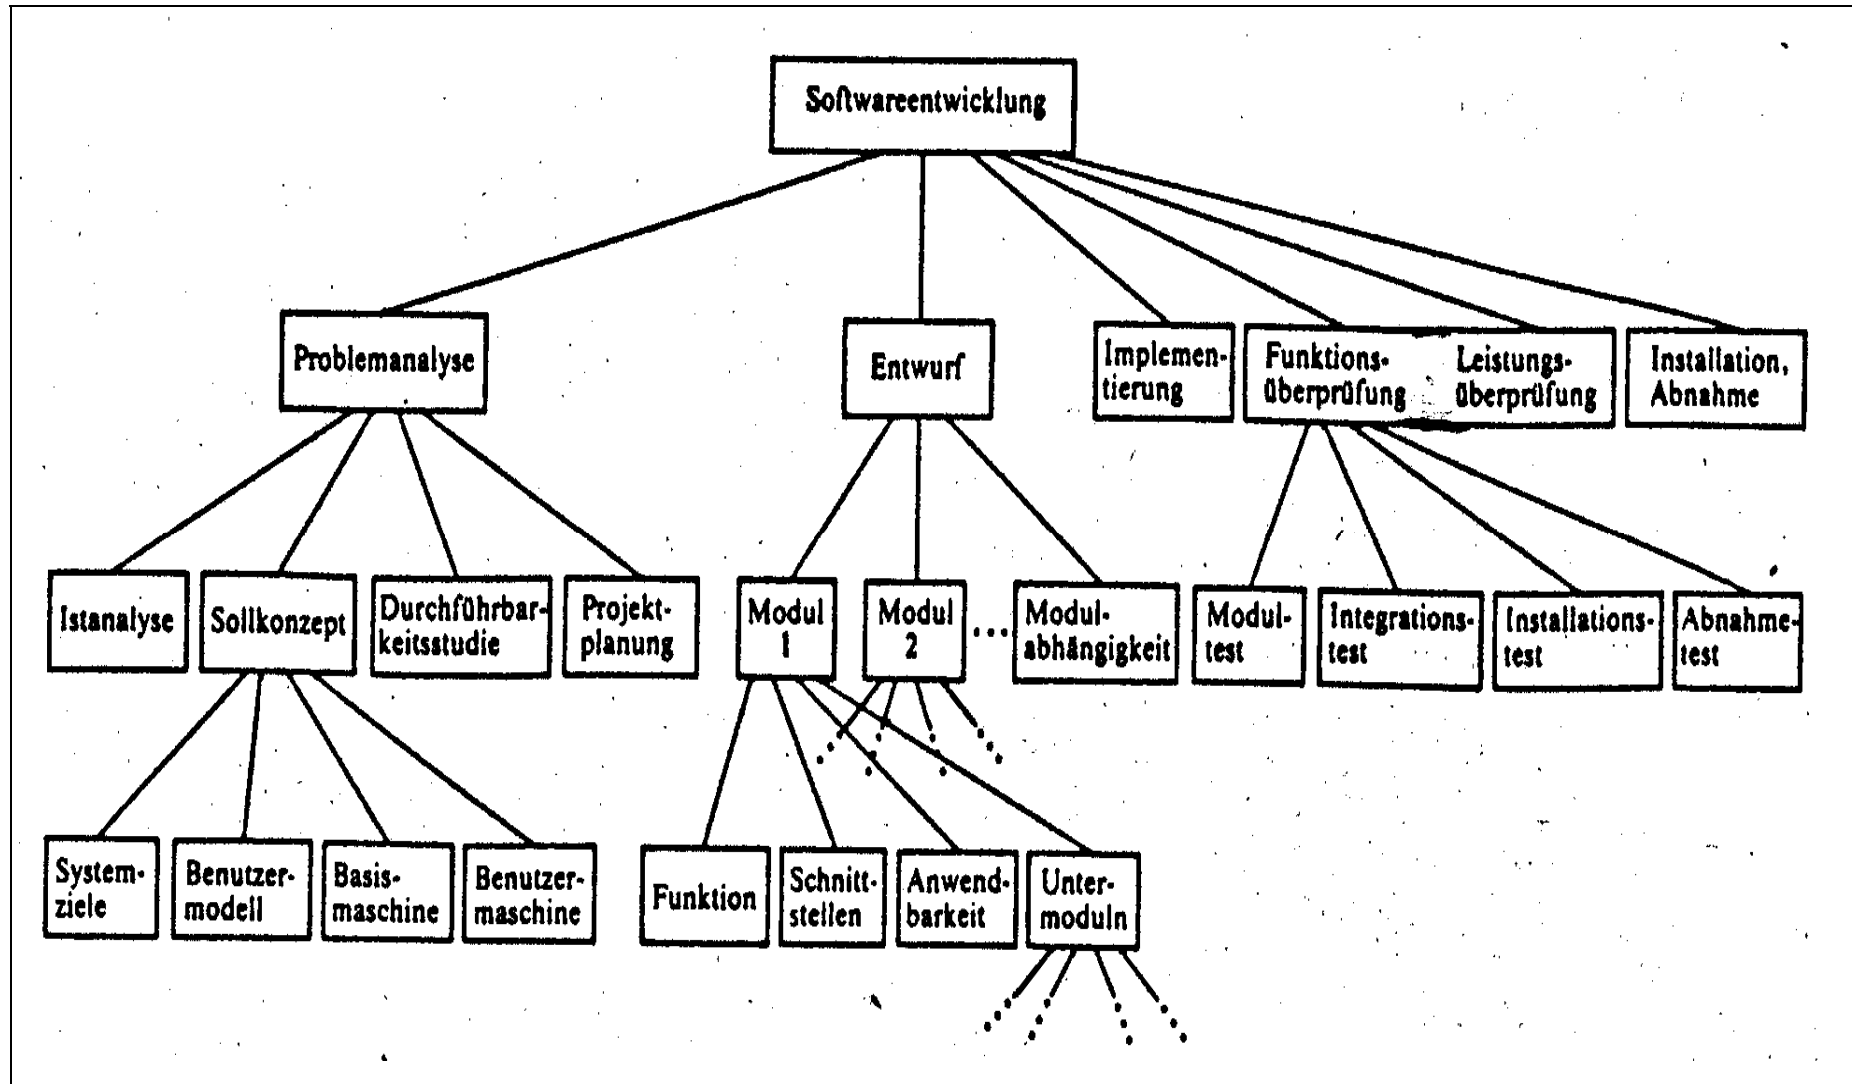 Softwareentwicklung
Problemanalyse
Entwurf
Implemen-
tierung
Funktions-
überprüfung
Leistungs-
überprüfung
Installation,
Abnahme
Istanalyse
Sollkonzept
Durchführbar-
keitsstudie
Projekt-
planung
Modul
1
Modul
2
...
Modul-
abhängigkeit
Modul-
test
Integrations-
test
Installations-
test
Abnahme-
test
System-
ziele
Benutzer-
modell
Basis-
maschine
Benutzer-
maschine
Funktion
Schnitt-
stellen
Anwend-
barkeit
Unter-
moduln